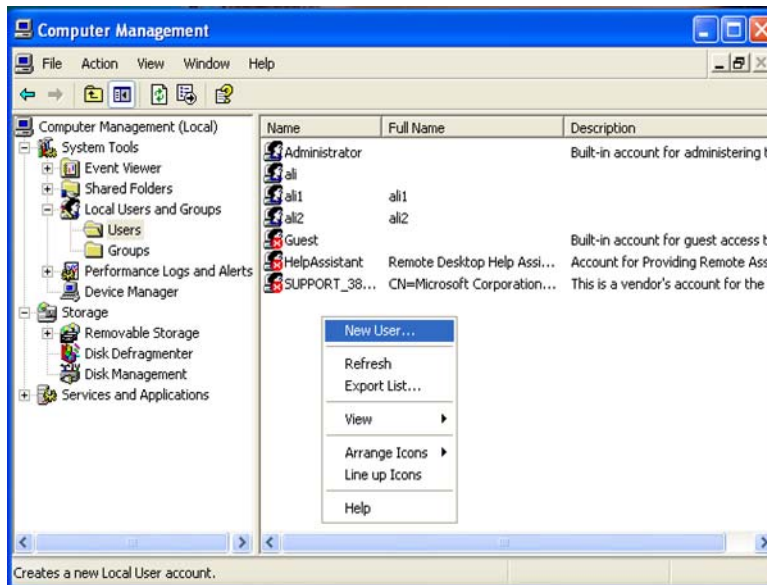 Computer Management
File Action View Window Help
Computer Management (Local)
System Tools
Event Viewer
Shared Folders
Local Users and Groups
Users
Groups
Performance Logs and Alerts
Device Manager
Storage
Removable Storage
Disk Defragmenter
Disk Management
Services and Applications
Name Full Name Description
Administrator Built-in account for administering t
ali
ali1 ali1
ali2 ali2
Guest Built-in account for guest access t
HelpAssistant Remote Desktop Help Assi... Account for Providing Remote Ass
SUPPORT_38... CN=Microsoft Corporation... This is a vendor's account for the
New User...
Refresh
Export List...
View
Arrange Icons
Line up Icons
Help
Creates a new Local User account.